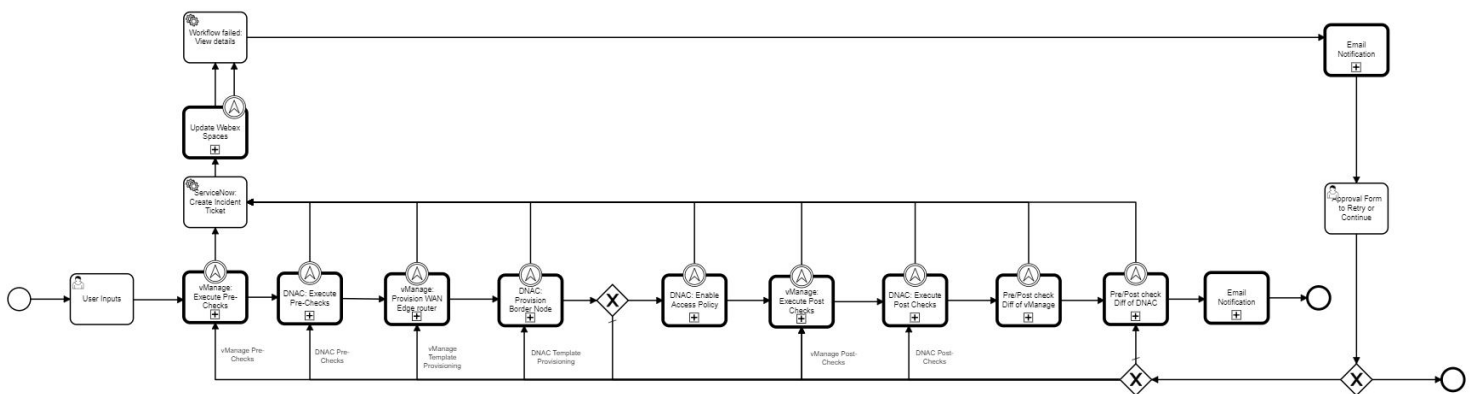 Workflow failed:
View details
Email
Notification
Update Webex
Spaces
ServiceNow:
Create Incident
Ticket
Approval Form
to Retry or
Continue
User Inputs
vManage:
Execute Pre-
Checks
DNAC: Execute
Pre-Checks
vManage:
Provision WAN
Edge router
DNAC:
Provision
Border Node
X
DNAC: Enable
Access Policy
vManage:
Execute Post
Checks
DNAC: Execute
Post Checks
Pre/Post check
Diff of vManage
Pre/Post check
Diff of DNAC
Email
Notification
vManage Pre-
Checks
DNAC Pre-
Checks
vManage
Template
Provisioning
DNAC Template
Provisioning
vManage Post-
Checks
DNAC Post-
Checks
X
X